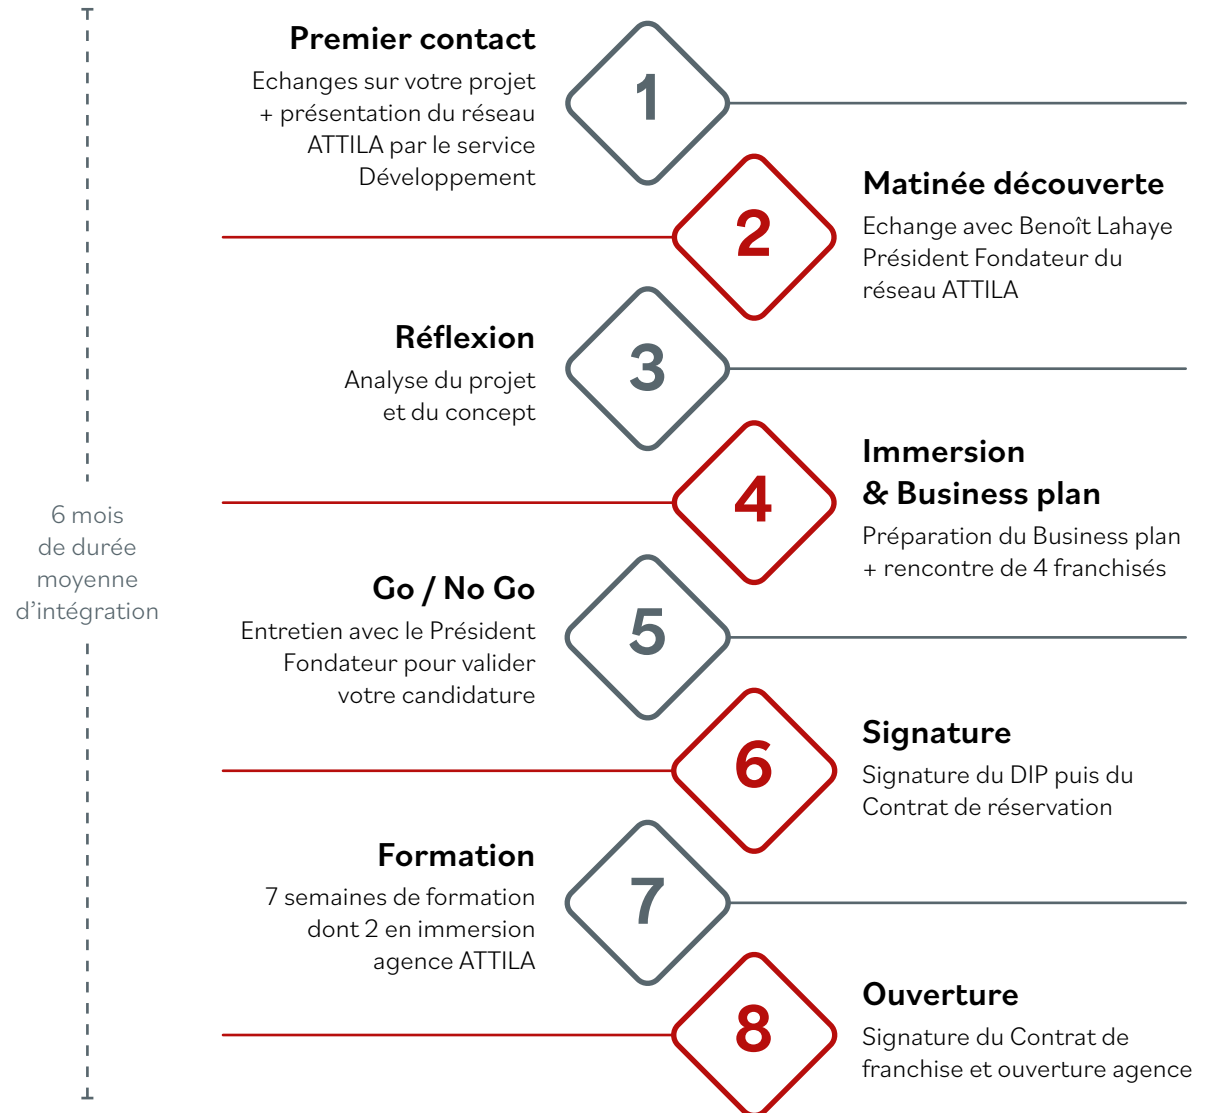 Premier contact
Echanges sur votre projet
+ présentation du réseau
ATTILA par le service
Développement
1
2
Matinée découverte
Echange avec Benoît Lahaye
Président Fondateur du
réseau ATTILA
Réflexion
Analyse du projet
et du concept
3
4
Immersion
& Business plan
Préparation du Business plan
+ rencontre de 4 franchisés
6 mois
de durée
moyenne
d'intégration
Go / No Go
Entretien avec le Président
Fondateur pour valider
votre candidature
5
6
Signature
Signature du DIP puis du
Contrat de réservation
Formation
7 semaines de formation
dont 2 en immersion
agence ATTILA
7
8
Ouverture
Signature du Contrat de
franchise et ouverture agence